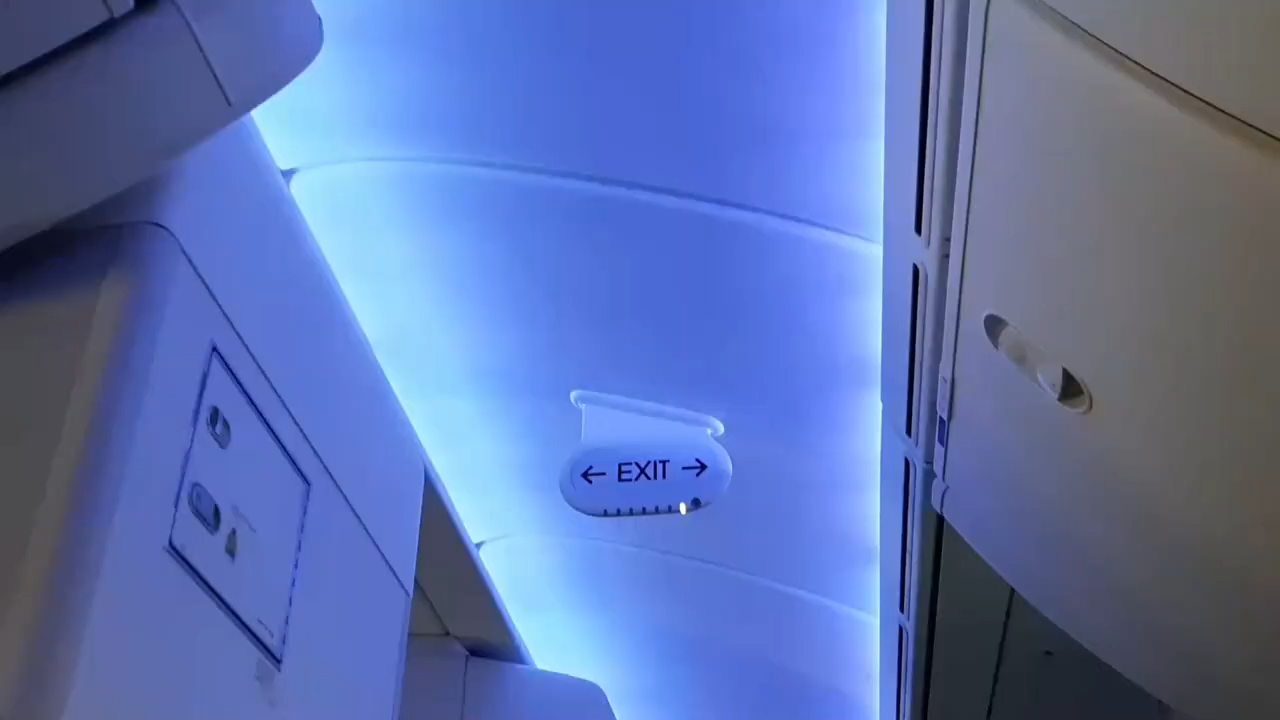 ← EXIT →